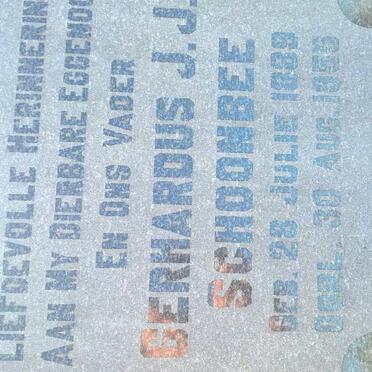 LIEFDEVOLLE HERINNERIN
AAN MY DIERBARE EGGENOO
EN ONS VADER
GERHARDUS J.J.
SCHOONBEE
GEB. 28 JULIE 1889
OORL. 30 AUG. 1955